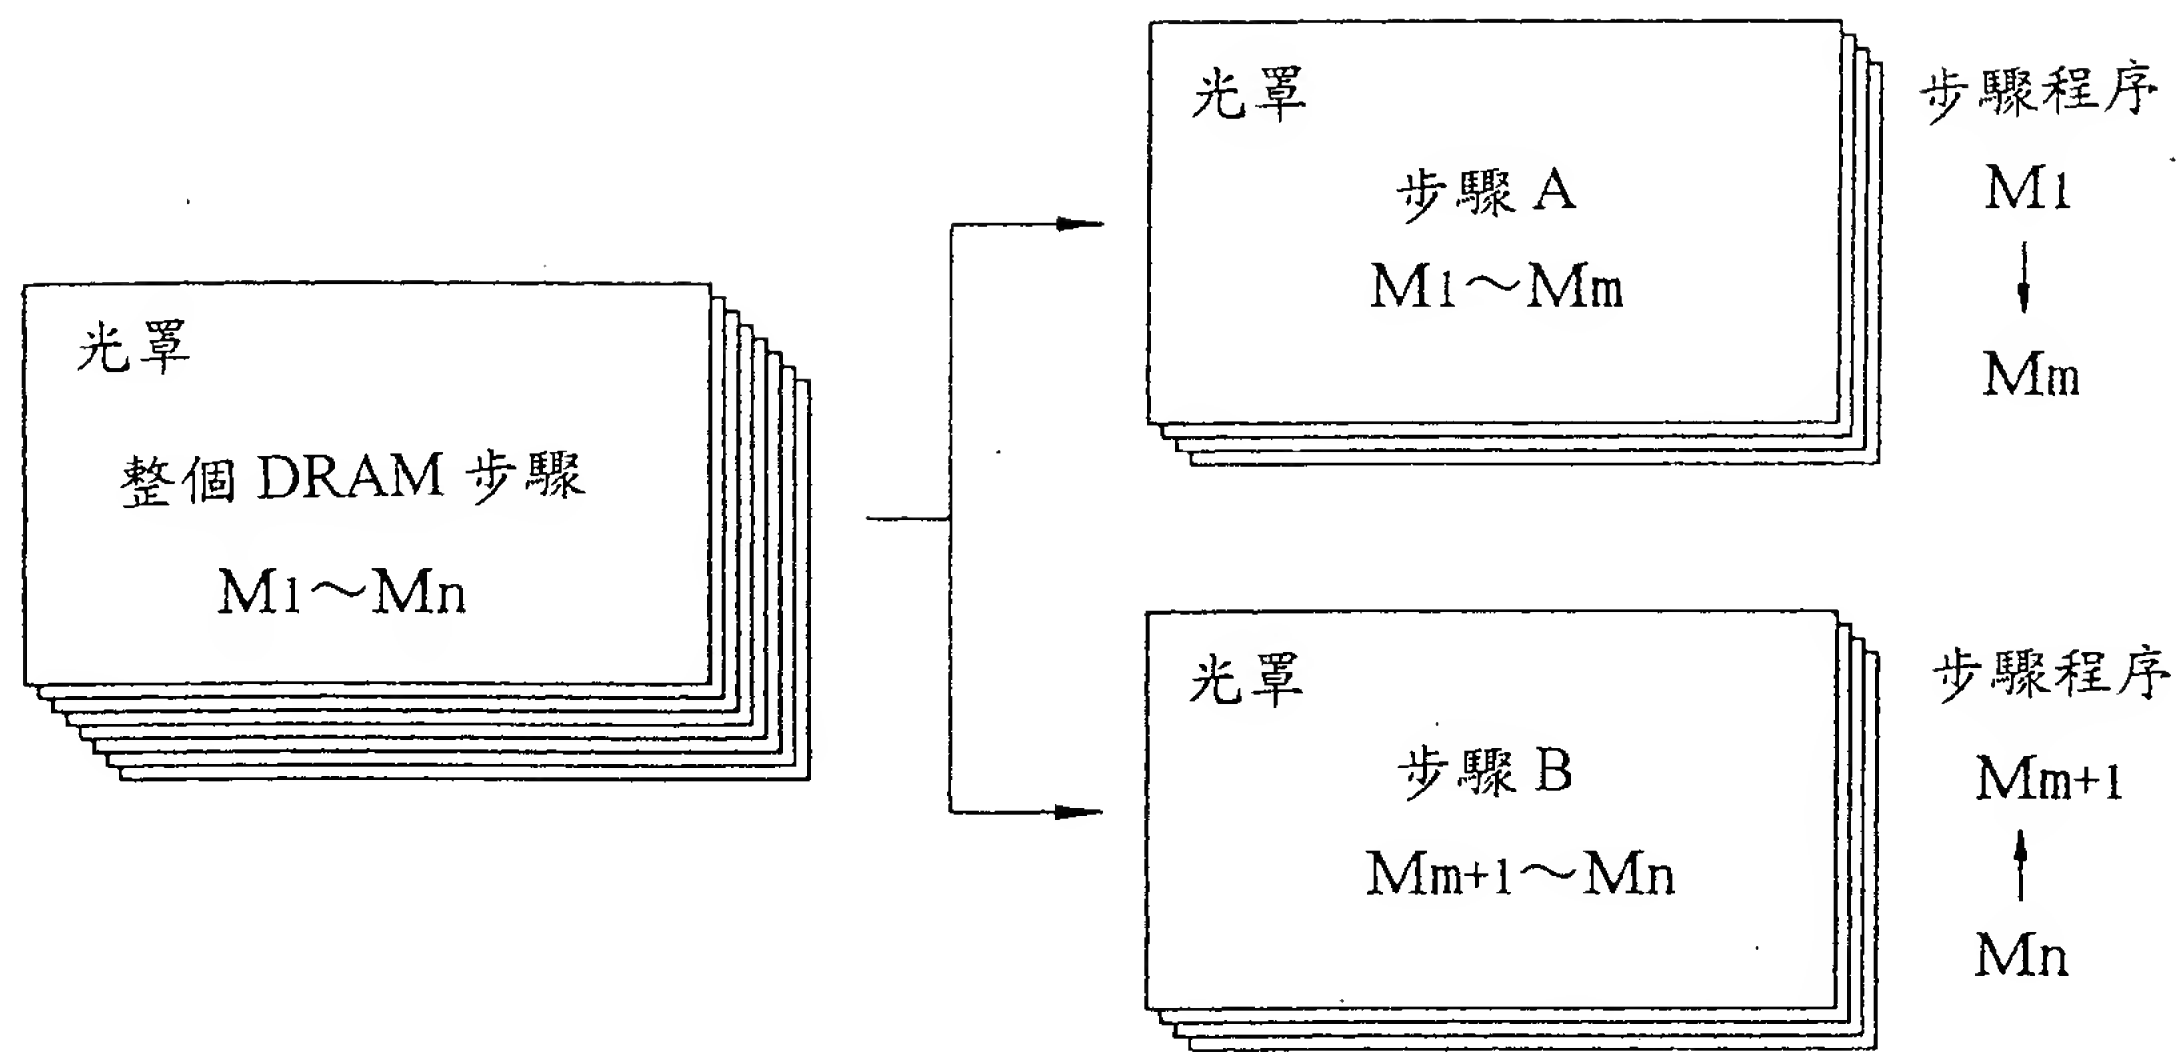 光罩
整個 DRAM 步驟
M1～Mn
光罩
步驟 A
M1～Mm
步驟程序
M1
Mm
光罩
步驟 B
Mm+1～Mn
步驟程序
Mm+1
Mn